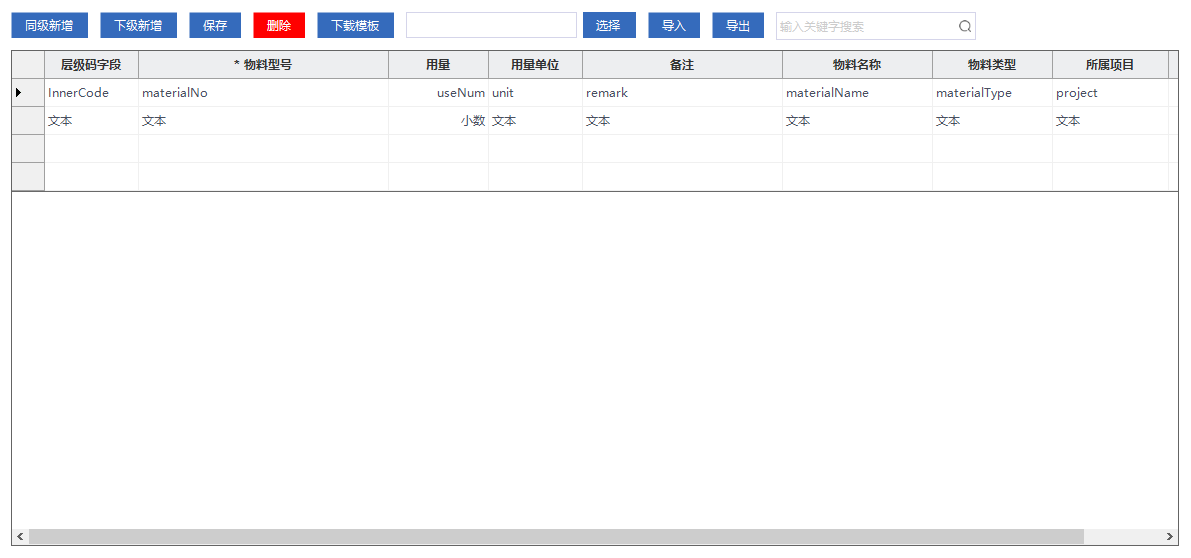 同级新增 下级新增 保存 删除 下载模板 选择 导入 导出 输入关键字搜索
层级码字段 * 物料型号 用量 用量单位 备注 物料名称 物料类型 所属项目
InnerCode materialNo useNum unit remark materialName materialType project
文本 文本 小数 文本 文本 文本 文本 文本